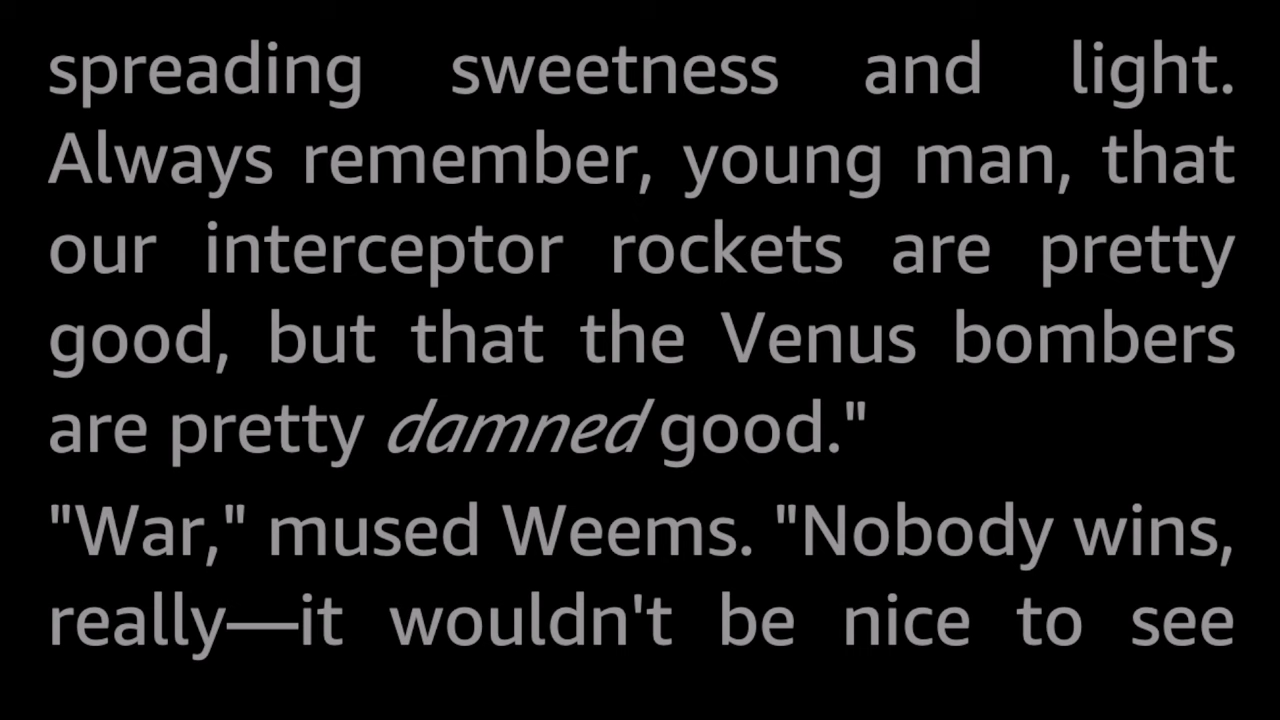 spreading sweetness and light.
Always remember, young man, that
our interceptor rockets are pretty
good, but that the Venus bombers
are pretty damned good."
"War," mused Weems. "Nobody wins,
really—it wouldn't be nice to see